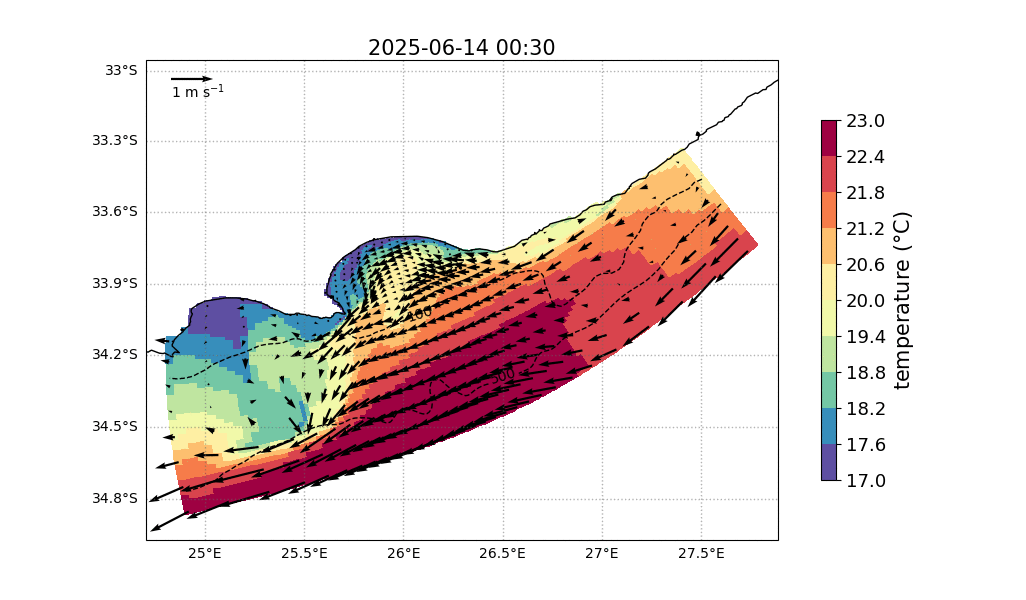 2025-06-14 00:30
1 m s⁻¹
33°S
33.3°S
33.6°S
33.9°S
34.2°S
34.5°S
34.8°S
25°E
25.5°E
26°E
26.5°E
27°E
27.5°E
100
500
23.0
22.4
21.8
21.2
20.6
20.0
19.4
18.8
18.2
17.6
17.0
temperature (°C)